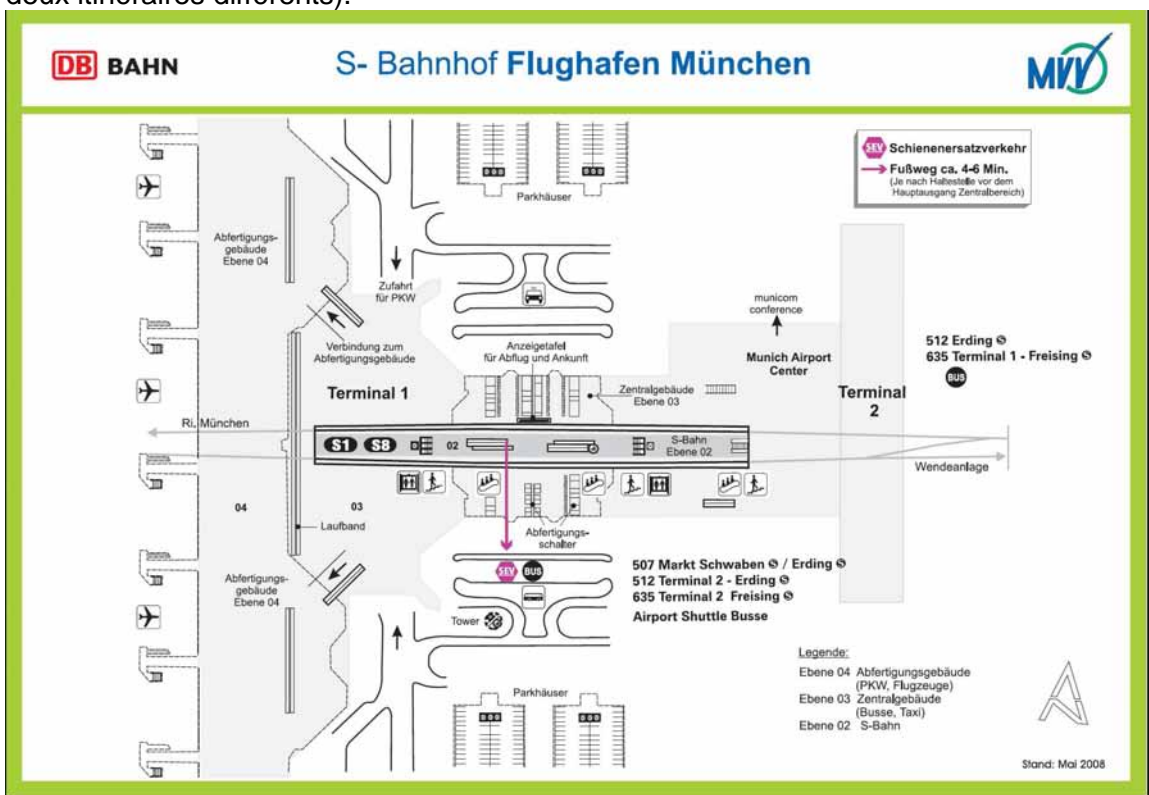 deux itinéraires différents).
DB BAHN
S- Bahnhof Flughafen München
MVV
SEV Schienenersatzverkehr
Fußweg ca. 4-6 Min.
(Je nach Haltestelle vor dem
Hauptausgang Zentralbereich)
Parkhäuser
Abfertigungs-
gebäude
Ebene 04
Zufahrt
für PKW
municom
conference
Verbindung zum
Abfertigungsgebäude
Anzeigetafel
für Abflug und Ankunft
Munich Airport
Center
512 Erding S
635 Terminal 1 - Freising S
BUS
Terminal 1
Zentralgebäude
Ebene 03
Terminal
2
Ri. München
S1 S8
02
S-Bahn
Ebene 02
Wendeanlage
04
03
Laufband
Abfertigungs-
schalter
Abfertigungs-
gebäude
Ebene 04
SEV BUS
507 Markt Schwaben S / Erding S
512 Terminal 2 - Erding S
635 Terminal 2 Freising S
Airport Shuttle Busse
Tower
Parkhäuser
Legende:
Ebene 04 Abfertigungsgebäude
(PKW, Flugzeuge)
Ebene 03 Zentralgebäude
(Busse, Taxi)
Ebene 02 S-Bahn
Stand: Mai 2008